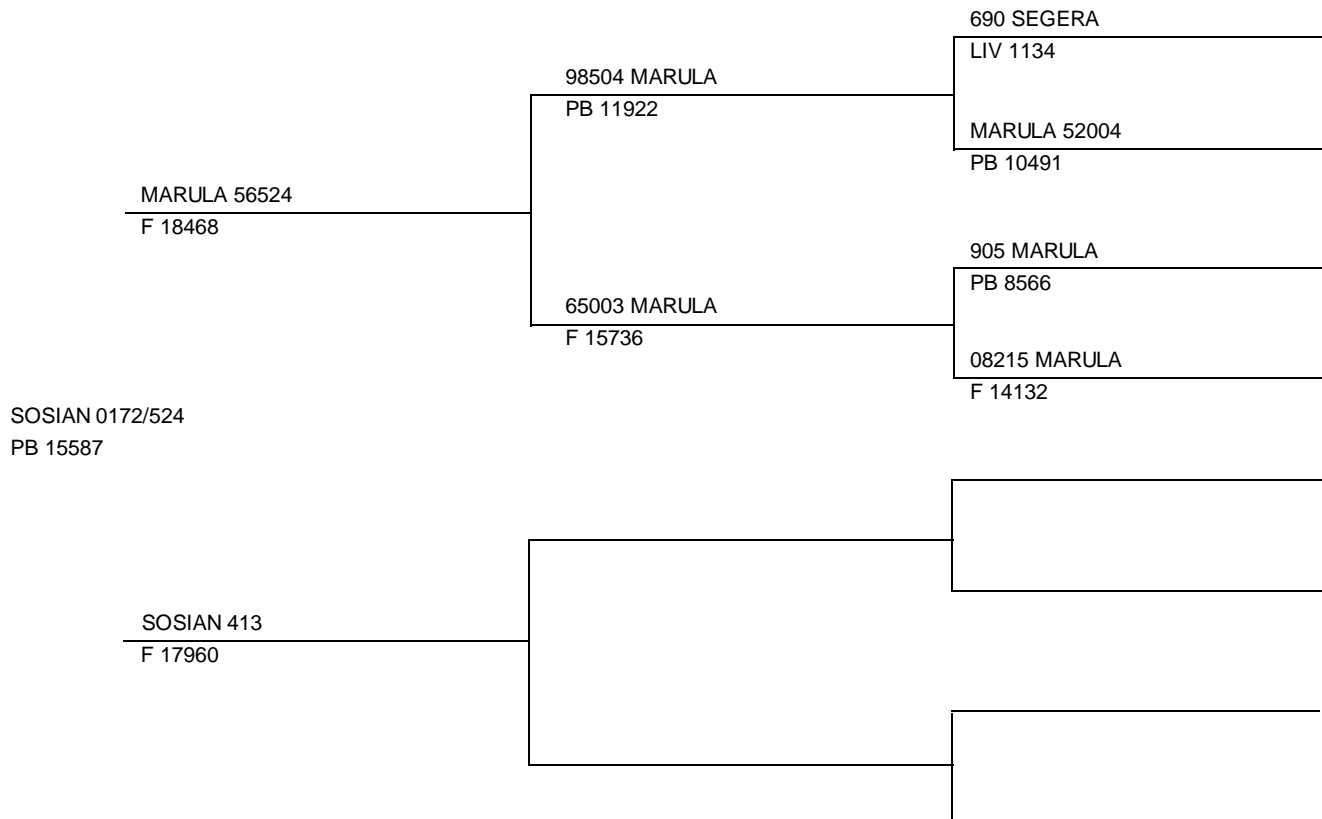 690 SEGERA
LIV 1134
98504 MARULA
PB 11922
MARULA 52004
PB 10491
MARULA 56524
F 18468
905 MARULA
PB 8566
65003 MARULA
F 15736
08215 MARULA
F 14132
SOSIAN 0172/524
PB 15587
SOSIAN 413
F 17960